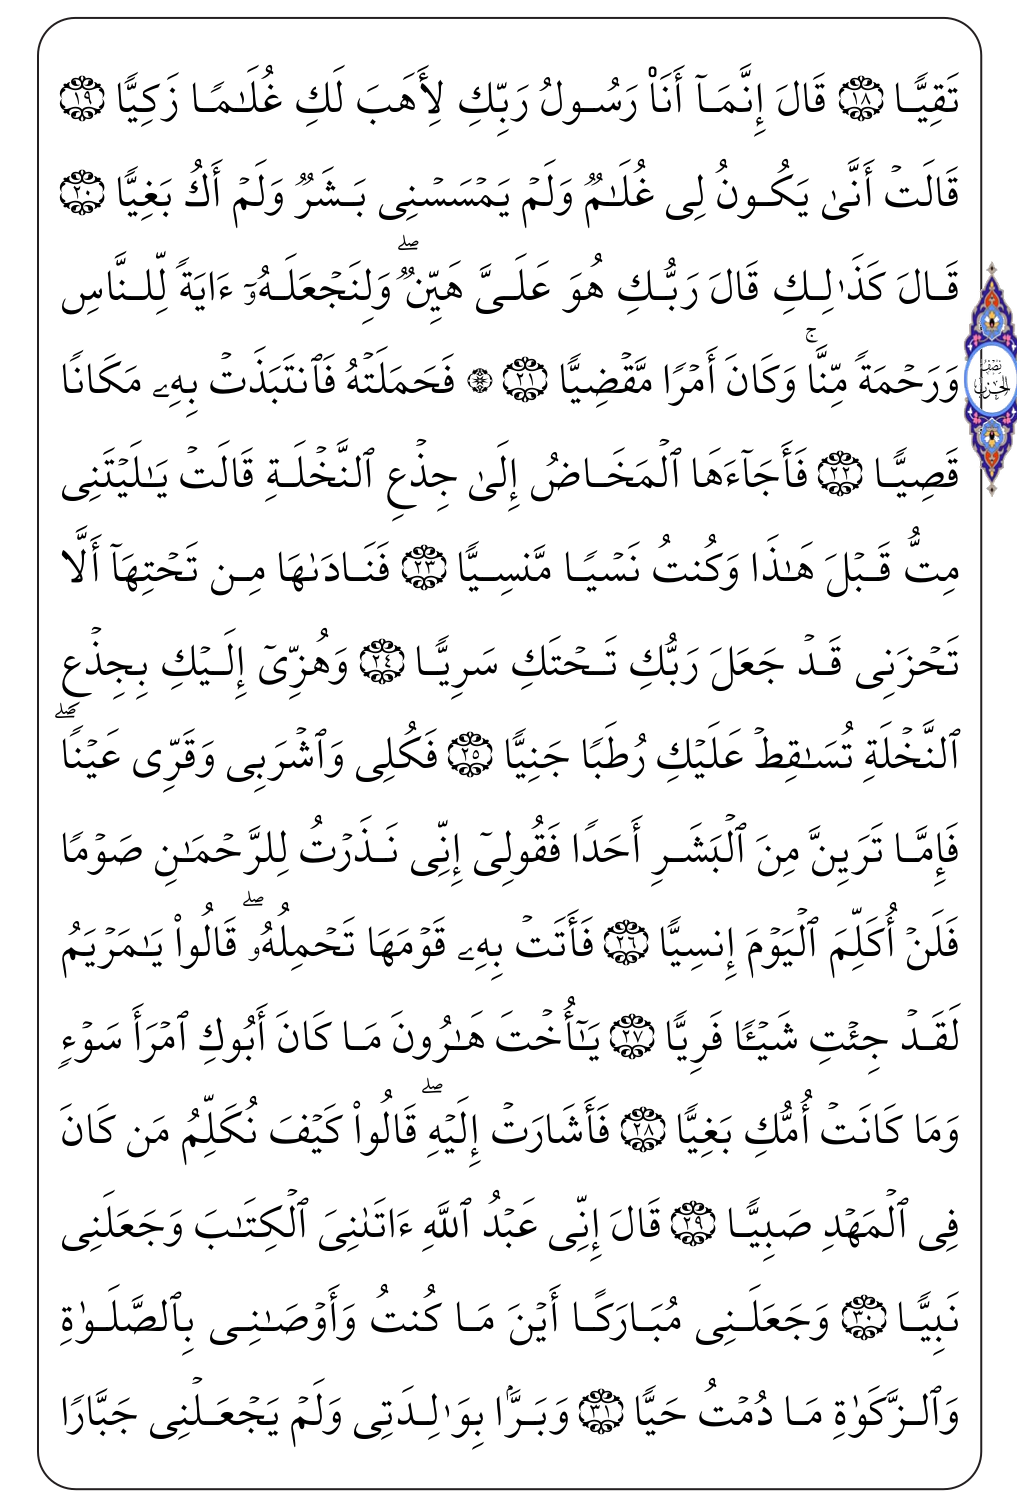 تَقِيًّا ١٨ قَالَ إِنَّمَآ أَنَا۠ رَسُولُ رَبِّكِ لِأَهَبَ لَكِ غُلَٰمًا زَكِيًّا ١٩
قَالَتۡ أَنَّىٰ يَكُونُ لِى غُلَٰمٌ وَلَمۡ يَمۡسَسۡنِى بَشَرٌ وَلَمۡ أَكُ بَغِيًّا ٢٠
قَالَ كَذَٰلِكِ قَالَ رَبُّكِ هُوَ عَلَىَّ هَيِّنٌۖ وَلِنَجۡعَلَهُۥٓ ءَايَةً لِّلنَّاسِ
وَرَحۡمَةً مِّنَّاۚ وَكَانَ أَمۡرًا مَّقۡضِيًّا ٢١ ۞ فَحَمَلَتۡهُ فَٱنتَبَذَتۡ بِهِۦ مَكَانًا
نِصْفُ الحِزْبِ
قَصِيًّا ٢٢ فَأَجَآءَهَا ٱلۡمَخَاضُ إِلَىٰ جِذۡعِ ٱلنَّخۡلَةِ قَالَتۡ يَٰلَيۡتَنِى
مِتُّ قَبۡلَ هَٰذَا وَكُنتُ نَسۡيًا مَّنسِيًّا ٢٣ فَنَادَىٰهَا مِن تَحۡتِهَآ أَلَّا
تَحۡزَنِى قَدۡ جَعَلَ رَبُّكِ تَحۡتَكِ سَرِيًّا ٢٤ وَهُزِّىٓ إِلَيۡكِ بِجِذۡعِ
ٱلنَّخۡلَةِ تُسَٰقِطۡ عَلَيۡكِ رُطَبًا جَنِيًّا ٢٥ فَكُلِى وَٱشۡرَبِى وَقَرِّى عَيۡنًاۖ
فَإِمَّا تَرَيِنَّ مِنَ ٱلۡبَشَرِ أَحَدًا فَقُولِىٓ إِنِّى نَذَرۡتُ لِلرَّحۡمَٰنِ صَوۡمًا
فَلَنۡ أُكَلِّمَ ٱلۡيَوۡمَ إِنسِيًّا ٢٦ فَأَتَتۡ بِهِۦ قَوۡمَهَا تَحۡمِلُهُۥۖ قَالُوا۟ يَٰمَرۡيَمُ
لَقَدۡ جِئۡتِ شَيۡـًٔا فَرِيًّا ٢٧ يَٰٓأُخۡتَ هَٰرُونَ مَا كَانَ أَبُوكِ ٱمۡرَأَ سَوۡءٍ
وَمَا كَانَتۡ أُمُّكِ بَغِيًّا ٢٨ فَأَشَارَتۡ إِلَيۡهِۖ قَالُوا۟ كَيۡفَ نُكَلِّمُ مَن كَانَ
فِى ٱلۡمَهۡدِ صَبِيًّا ٢٩ قَالَ إِنِّى عَبۡدُ ٱللَّهِ ءَاتَىٰنِىَ ٱلۡكِتَٰبَ وَجَعَلَنِى
نَبِيًّا ٣٠ وَجَعَلَنِى مُبَارَكًا أَيۡنَ مَا كُنتُ وَأَوۡصَٰنِى بِٱلصَّلَوٰةِ
وَٱلزَّكَوٰةِ مَا دُمۡتُ حَيًّا ٣١ وَبَرًّۢا بِوَٰلِدَتِى وَلَمۡ يَجۡعَلۡنِى جَبَّارًا